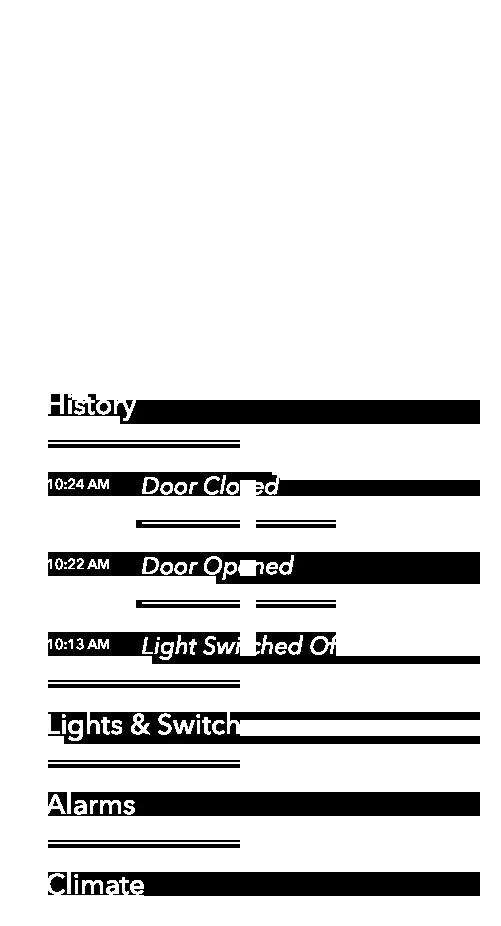 History
10:24 AM Door Closed
10:22 AM Door Opened
10:13 AM Light Switched Of
Lights & Switch
Alarms
Climate